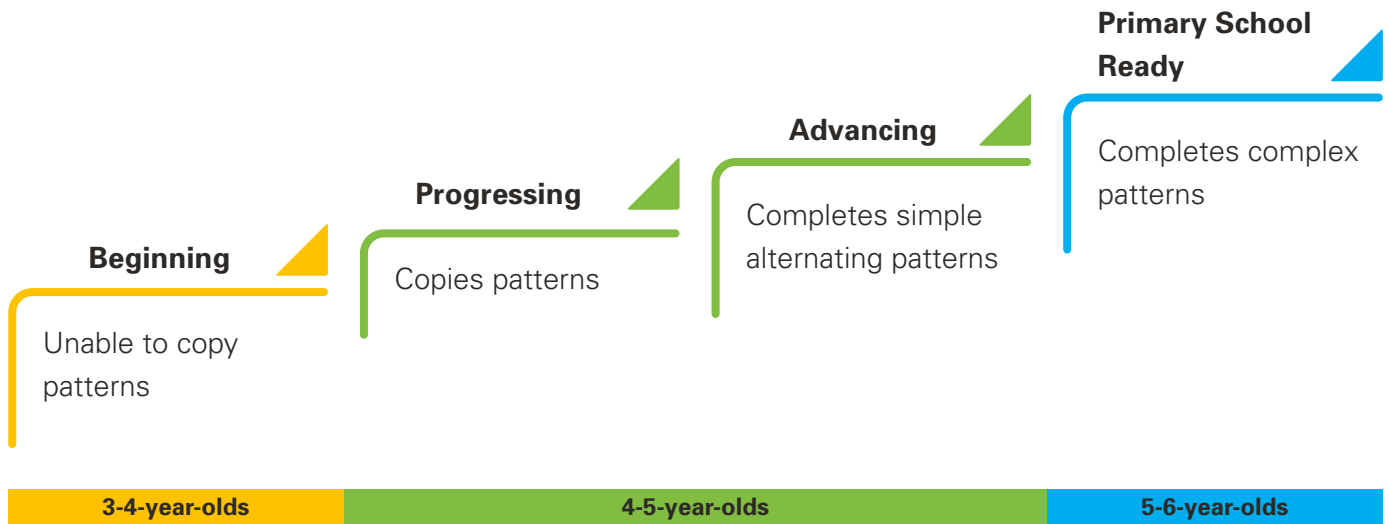 Beginning
Unable to copy
patterns
Progressing
Copies patterns
Advancing
Completes simple
alternating patterns
Primary School
Ready
Completes complex
patterns
3-4-year-olds
4-5-year-olds
5-6-year-olds